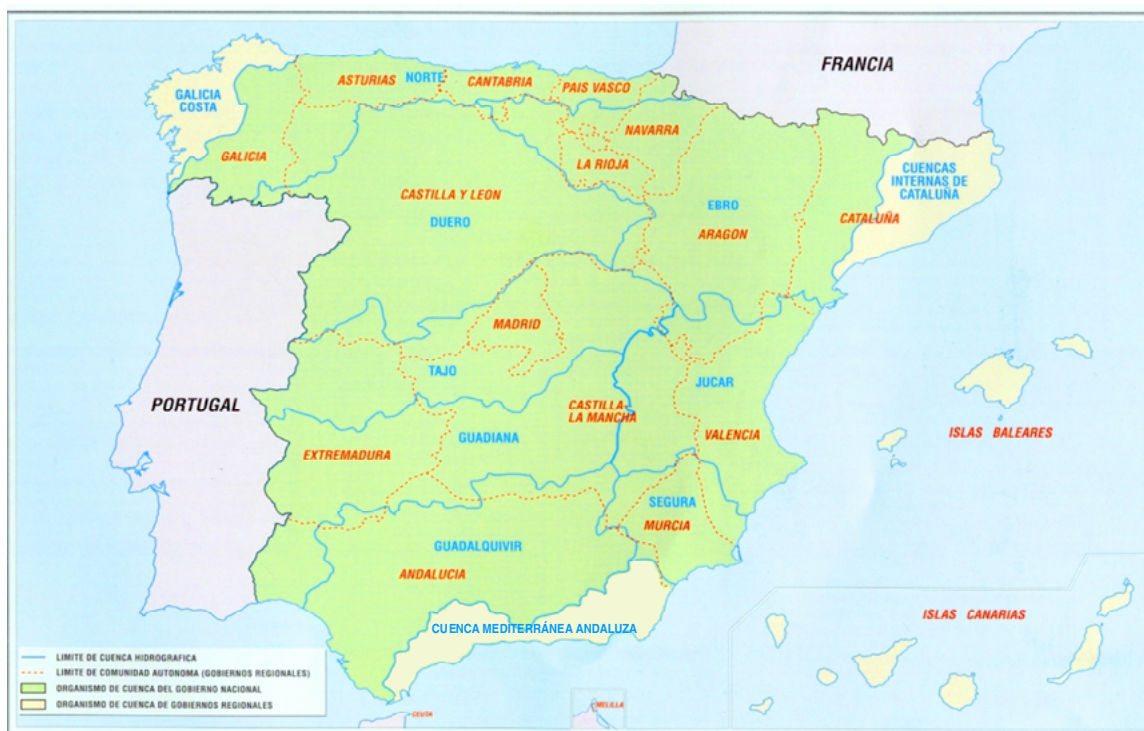 FRANCIA
ASTURIAS
NORTE
CANTABRIA
PAIS VASCO
GALICIA
COSTA
NAVARRA
GALICIA
LA RIOJA
CUENCAS
INTERNAS DE
CATALUÑA
CASTILLA Y LEON
DUERO
EBRO
ARAGON
CATALUÑA
MADRID
TAJO
JUCAR
PORTUGAL
CASTILLA-
LA MANCHA
GUADIANA
VALENCIA
ISLAS BALEARES
EXTREMADURA
SEGURA
MURCIA
GUADALQUIVIR
ANDALUCIA
ISLAS CANARIAS
CUENCA MEDITERRÁNEA ANDALUZA
LIMITE DE CUENCA HIDROGRAFICA
LIMITE DE COMUNIDAD AUTONOMA (GOBIERNOS REGIONALES)
ORGANISMO DE CUENCA DEL GOBIERNO NACIONAL
ORGANISMO DE CUENCA DE GOBIERNOS REGIONALES
CEUTA
MELILLA